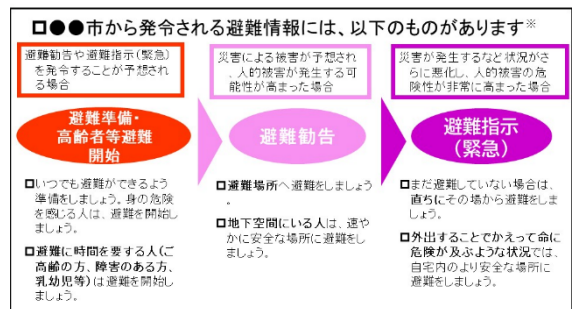 □●●市から発令される避難情報には、以下のものがあります※
避難勧告や避難指示(緊急)
を発令することが予想され
る場合
避難準備・
高齢者等避難
開始
□いつでも避難ができるよう
準備をしましょう。身の危険
を感じる人は、避難を開始し
ましょう。
□避難に時間を要する人(ご
高齢の方、障害のある方、
乳幼児等)は避難を開始し
ましょう。
災害による被害が予想され
、人的被害が発生する可
能性が高まった場合
避難勧告
□避難場所へ避難をしましょう
。
□地下空間にいる人は、速や
かに安全な場所に避難をし
ましょう。
災害が発生するなど状況がさ
らに悪化し、人的被害の危
険性が非常に高まった場合
避難指示
(緊急)
□まだ避難していない場合は、
直ちにその場から避難をしま
しょう。
□外出することでかえって命に
危険が及ぶような状況では、
自宅内のより安全な場所に
避難をしましょう。